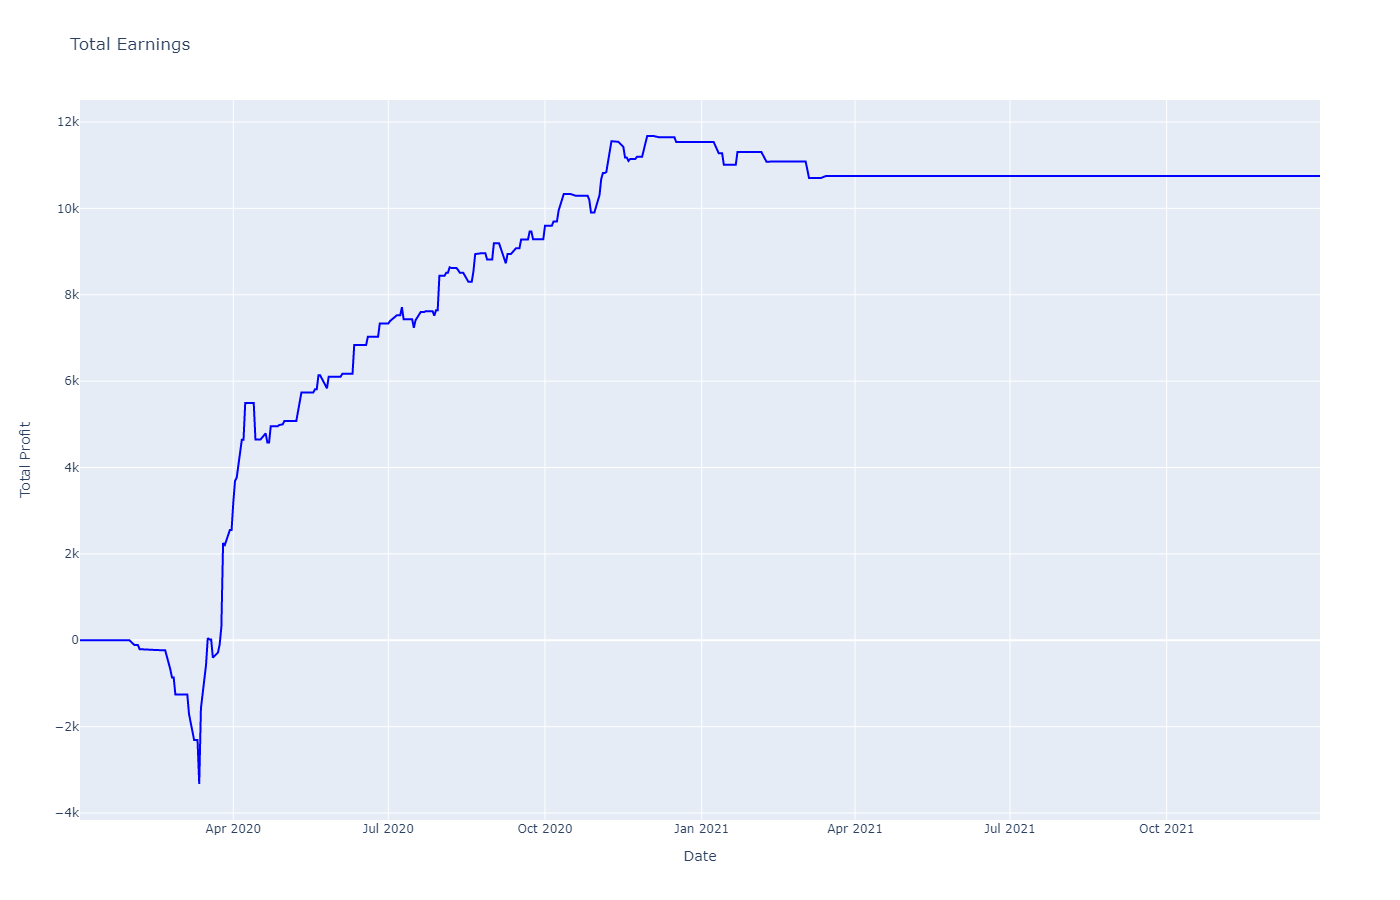 Total Earnings
12k
10k
8k
6k
4k
2k
0
−2k
−4k
Total Profit
Apr 2020
Jul 2020
Oct 2020
Jan 2021
Apr 2021
Jul 2021
Oct 2021
Date